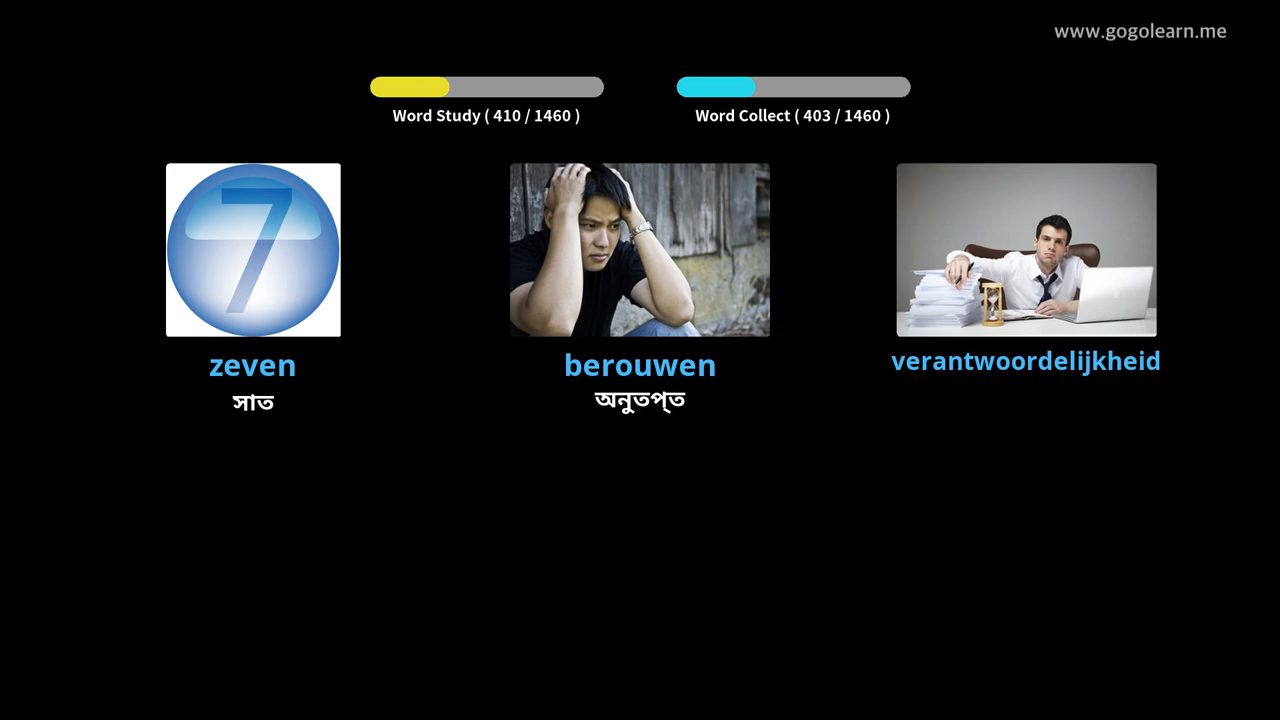 www.gogolearn.me
Word Study ( 410 / 1460 )
Word Collect ( 403 / 1460 )
7
zeven
berouwen
verantwoordelijkheid
সাত
অনুতপ্ত